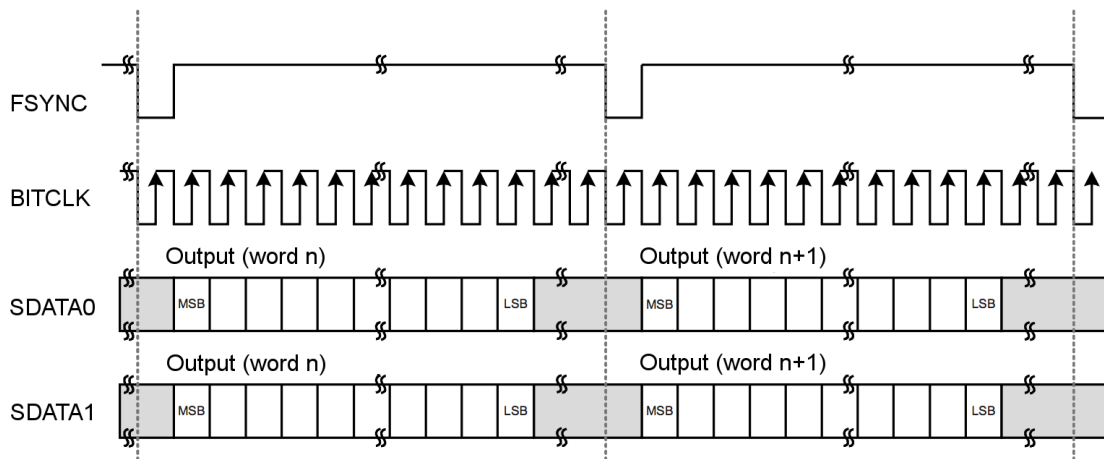 FSYNC
BITCLK
Output (word n)
Output (word n+1)
SDATA0
MSB
LSB
MSB
LSB
Output (word n)
Output (word n+1)
SDATA1
MSB
LSB
MSB
LSB